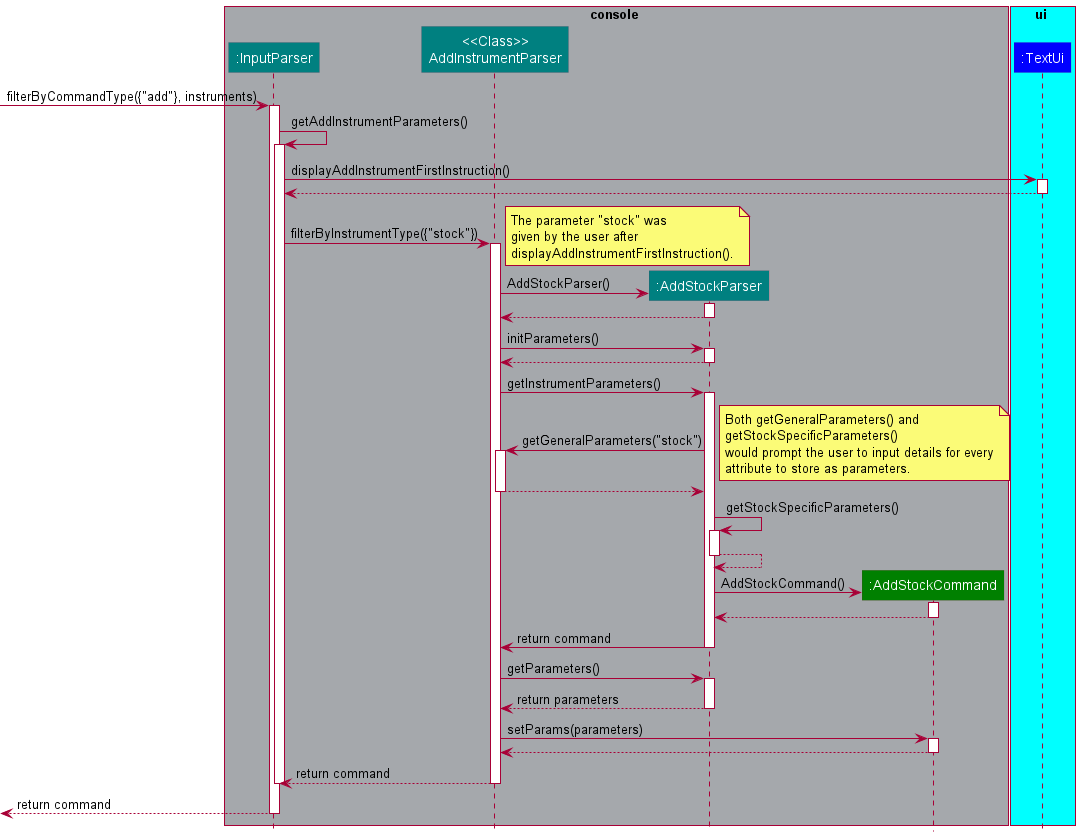 console
ui
<<Class>>
:InputParser
AddInstrumentParser
:TextUi
filterByCommandType({"add"}, instruments)
getAddInstrumentParameters()
displayAddInstrumentFirstInstruction()
The parameter "stock" was
given by the user after
displayAddInstrumentFirstInstruction().
filterByInstrumentType({"stock"})
AddStockParser()
:AddStockParser
initParameters()
getInstrumentParameters()
Both getGeneralParameters() and
getStockSpecificParameters()
would prompt the user to input details for every
attribute to store as parameters.
getGeneralParameters("stock")
getStockSpecificParameters()
AddStockCommand()
:AddStockCommand
return command
getParameters()
return parameters
setParams(parameters)
return command
return command